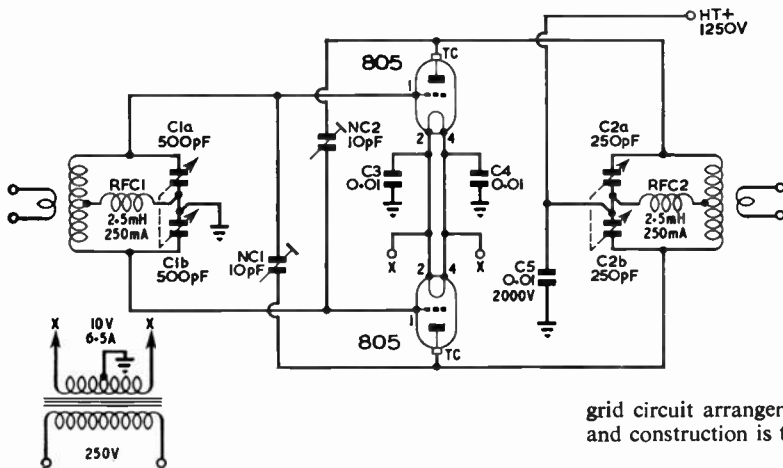 HT+
1250V
805
TC
1
C1a
500pF
NC2
10pF
2
4
C2a
250pF
C3
0.01
C4
0.01
RFC1
2.5mH
250mA
RFC2
2.5mH
250mA
NC1
10pF
X
X
C1b
500pF
C5
0.01
2000V
C2b
250pF
2
4
1
805
TC
X
10V
6.5A
X
250V
grid circuit arranger
and construction is t